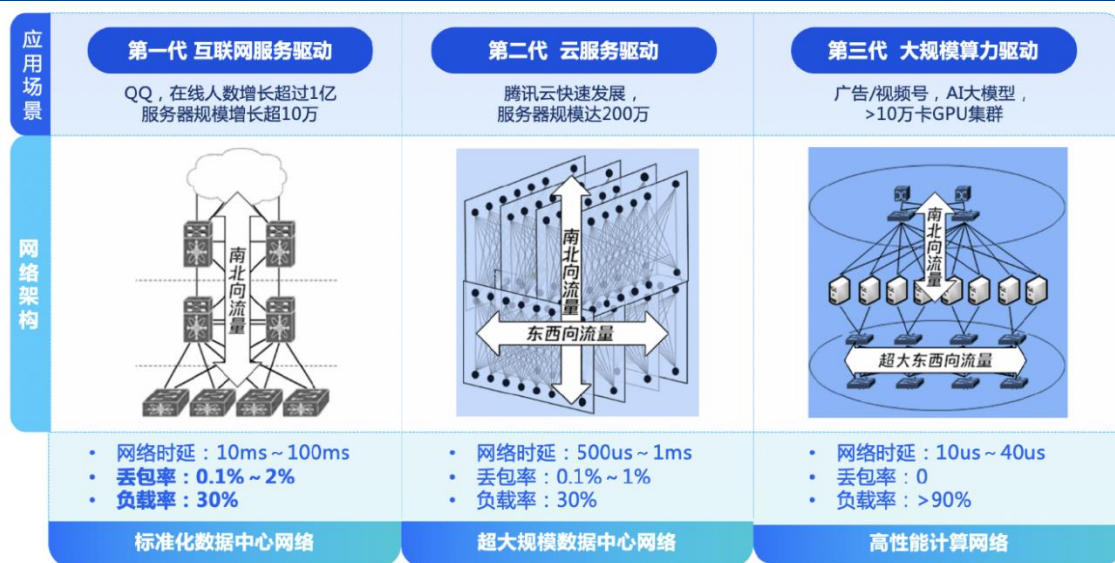 应用场景
第一代 互联网服务驱动
QQ，在线人数增长超过1亿
服务器规模增长超10万
第二代 云服务驱动
腾讯云快速发展，
服务器规模达200万
第三代 大规模算力驱动
广告/视频号，AI大模型，
>10万卡GPU集群
网络架构
南北向流量
南北向流量
东西向流量
南北向流量
超大东西向流量
• 网络时延：10ms～100ms
• 丢包率：0.1%～2%
• 负载率：30%
• 网络时延：500us～1ms
• 丢包率：0.1%～1%
• 负载率：30%
• 网络时延：10us～40us
• 丢包率：0
• 负载率：>90%
标准化数据中心网络
超大规模数据中心网络
高性能计算网络